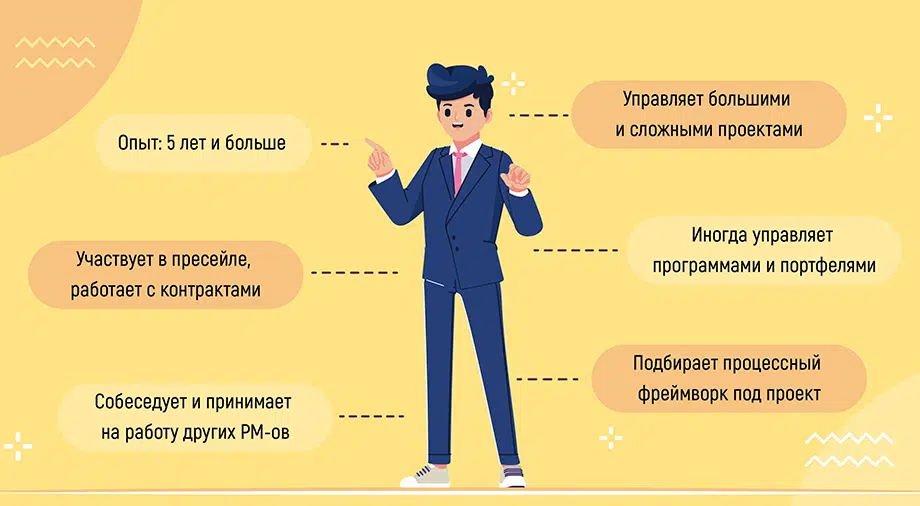 Опыт: 5 лет и больше
Участвует в пресейле,
работает с контрактами
Собеседует и принимает
на работу других PM-ов
Управляет большими
и сложными проектами
Иногда управляет
программами и портфелями
Подбирает процессный
фреймворк под проект